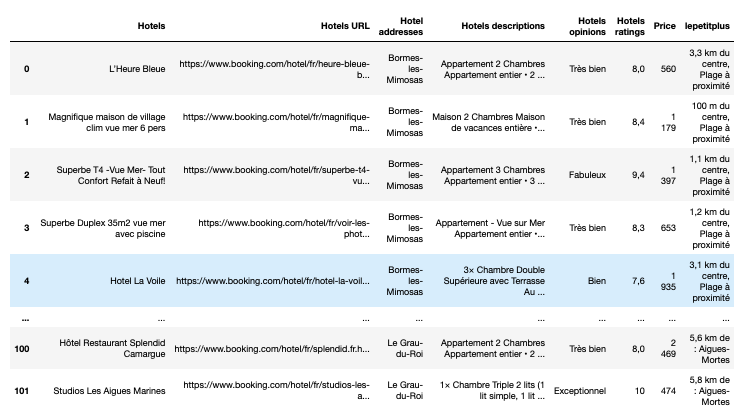 Hotels Hotels URL Hotel addresses Hotels descriptions Hotels opinions Hotels ratings Price lepetitplus
0 L'Heure Bleue https://www.booking.com/hotel/fr/heure-bleue-b... Bormes-les-Mimosas Appartement 2 Chambres Appartement entier • 2 ... Très bien 8,0 560 3,3 km du centre, Plage à proximité
1 Magnifique maison de village clim vue mer 6 pers https://www.booking.com/hotel/fr/magnifique-ma... Bormes-les-Mimosas Maison 2 Chambres Maison de vacances entière •... Très bien 8,4 1 179 100 m du centre, Plage à proximité
2 Superbe T4 -Vue Mer- Tout Confort Refait à Neuf! https://www.booking.com/hotel/fr/superbe-t4-vu... Bormes-les-Mimosas Appartement 3 Chambres Appartement entier • 3 ... Fabuleux 9,4 1 397 1,1 km du centre, Plage à proximité
3 Superbe Duplex 35m2 vue mer avec piscine https://www.booking.com/hotel/fr/voir-les-phot... Bormes-les-Mimosas Appartement - Vue sur Mer Appartement entier •... Très bien 8,3 653 1,2 km du centre, Plage à proximité
4 Hotel La Voile https://www.booking.com/hotel/fr/hotel-la-voil... Bormes-les-Mimosas 3× Chambre Double Supérieure avec Terrasse Au ... Bien 7,6 1 935 3,1 km du centre, Plage à proximité
... ... ... ... ... ... ... ... ...
100 Hôtel Restaurant Splendid Camargue https://www.booking.com/hotel/fr/splendid.fr.h... Le Grau-du-Roi Appartement 2 Chambres Appartement entier • 2 ... Très bien 8,0 2 469 5,6 km de : Aigues-Mortes
101 Studios Les Aigues Marines https://www.booking.com/hotel/fr/studios-les-a... Le Grau-du-Roi 1× Chambre Triple 2 lits (1 lit simple, 1 lit ... Exceptionnel 10 474 5,8 km de : Aigues-Mortes